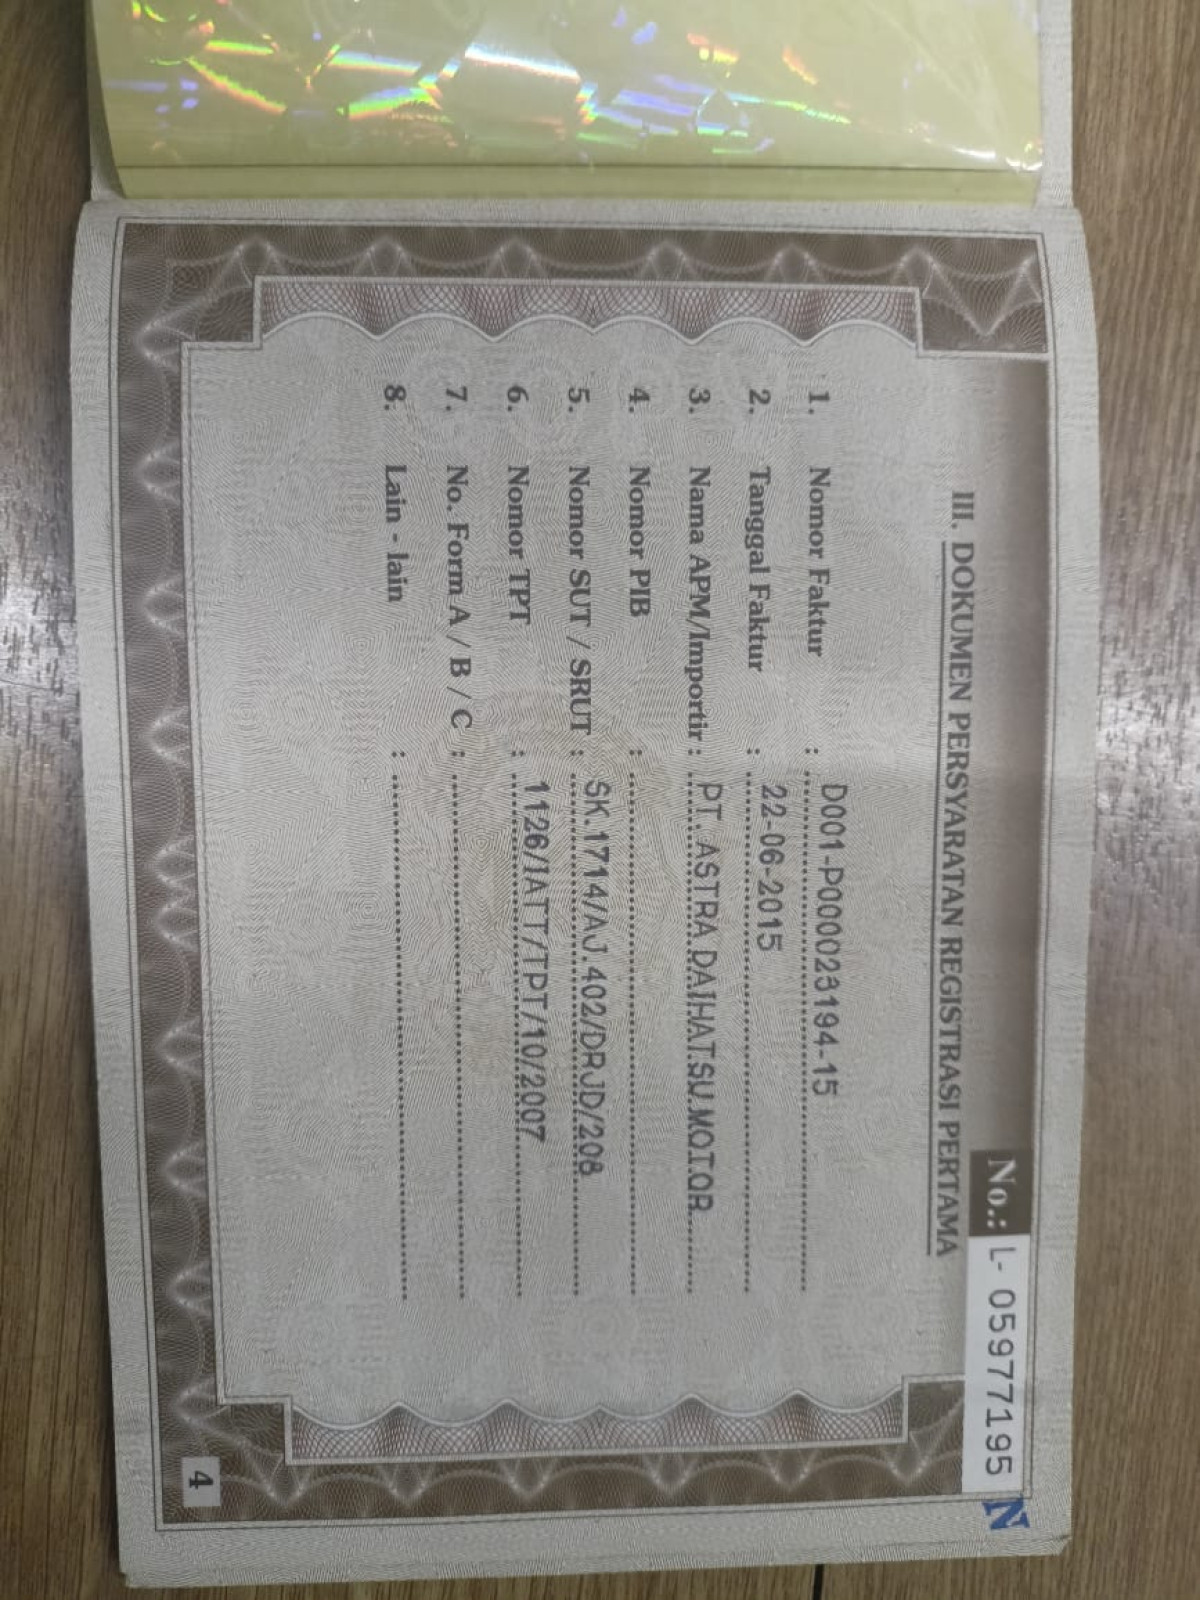 No.: L- 05977195
N
III. DOKUMEN PERSYARATAN REGISTRASI PERTAMA
1. Nomor Faktur : D001-P000023194-15
2. Tanggal Faktur : 22-06-2015
3. Nama APM/Importir : PT. ASTRA DAIHATSU MOTOR
4. Nomor PIB :
5. Nomor SUT / SRUT : SK.1714/AJ.402/DRJD/208
6. Nomor TPT : 1126/IATT/TPT/10/2007
7. No. Form A / B / C :
8. Lain - lain :
4